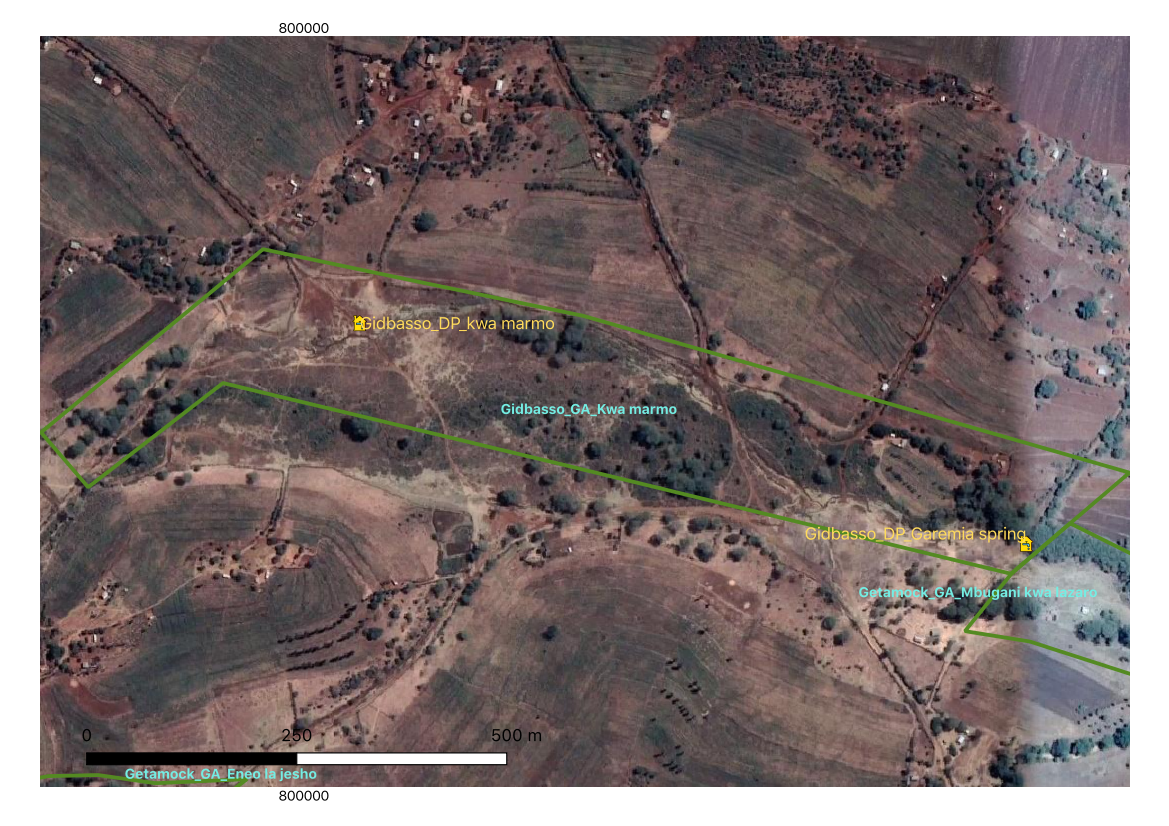 800000
Gidbasso_DP_kwa marmo
Gidbasso_GA_Kwa marmo
Gidbasso_DP_Garemia spring
Getamock_GA_Mbugani kwa lazaro
0 250 500 m
Getamock_GA_Eneo la jesho
800000